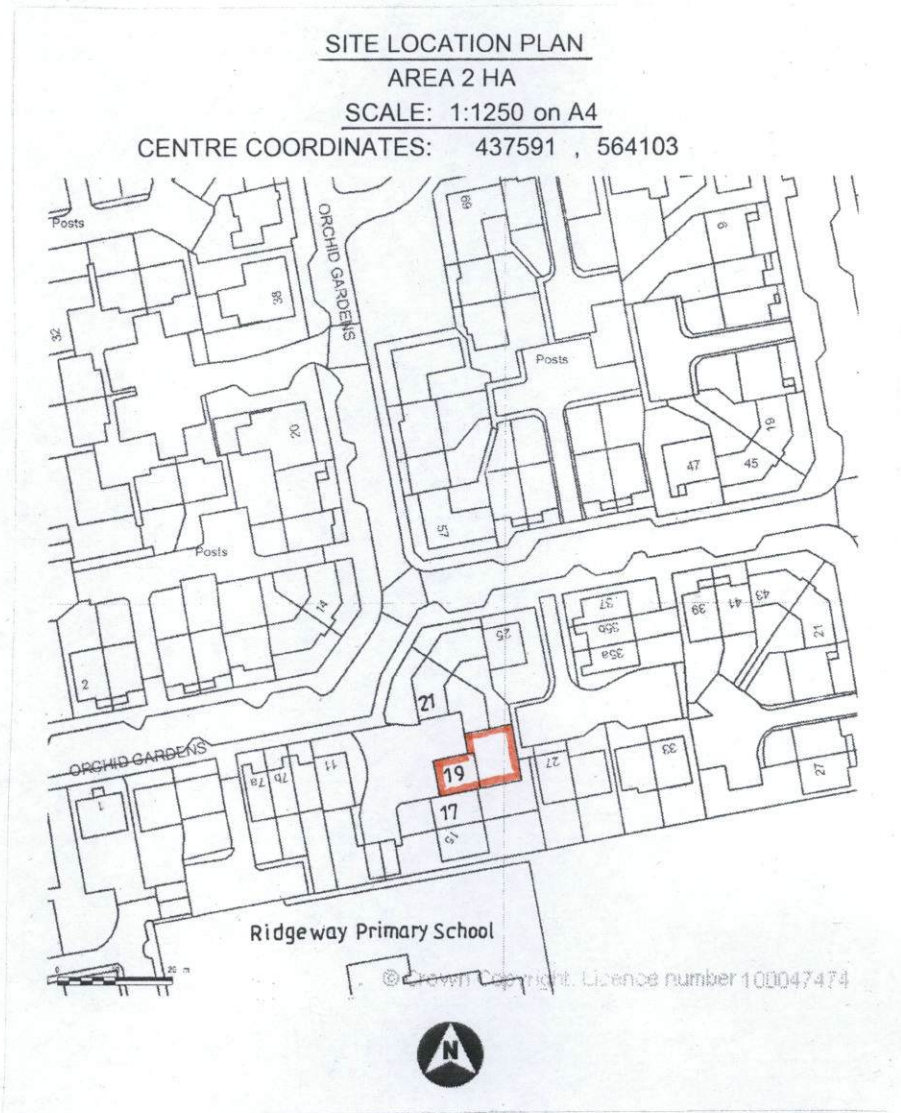 SITE LOCATION PLAN
AREA 2 HA
SCALE: 1:1250 on A4
CENTRE COORDINATES: 437591 , 564103
Posts
ORCHID GARDENS
69
9
38
32
Posts
20
19
47
45
57
Posts
14
37
39
41
43
25
35b
21
35a
2
21
ORCHID GARDENS
33
27
11
7b
7a
19
27
1
17
15
Ridgeway Primary School
0
20 m
© Crown Copyright. Licence number 100047474
N